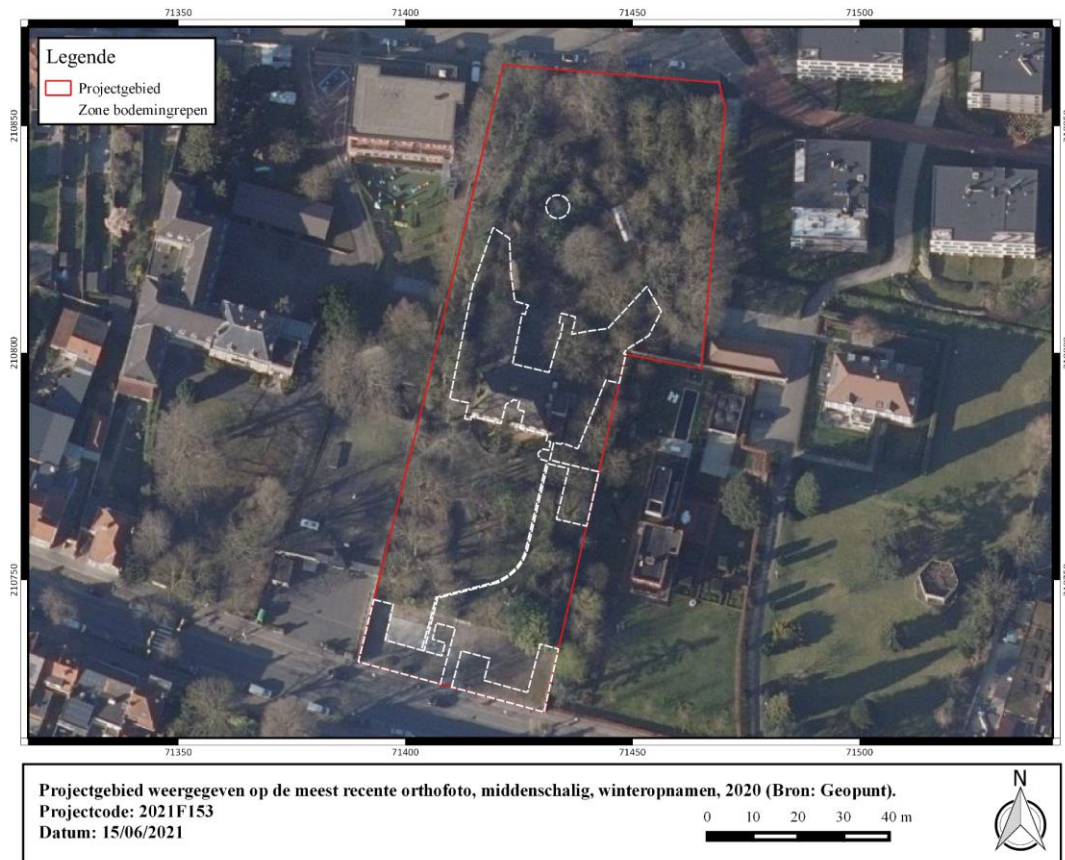 71350 71400 71450 71500
Legende
Projectgebied
Zone bodemingrepen
210850
210800
210750
71350 71400 71450 71500
Projectgebied weergegeven op de meest recente orthofoto, middenschalig, winteropnamen, 2020 (Bron: Geopunt).
Projectcode: 2021F153
Datum: 15/06/2021
0 10 20 30 40 m
N